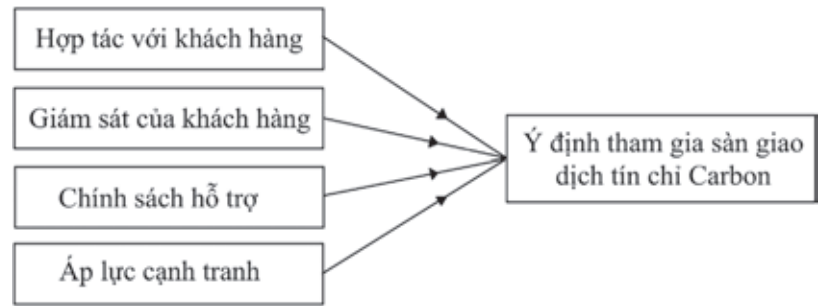 Hợp tác với khách hàng
Giám sát của khách hàng
Chính sách hỗ trợ
Áp lực cạnh tranh
Ý định tham gia sàn giao
dịch tín chỉ Carbon